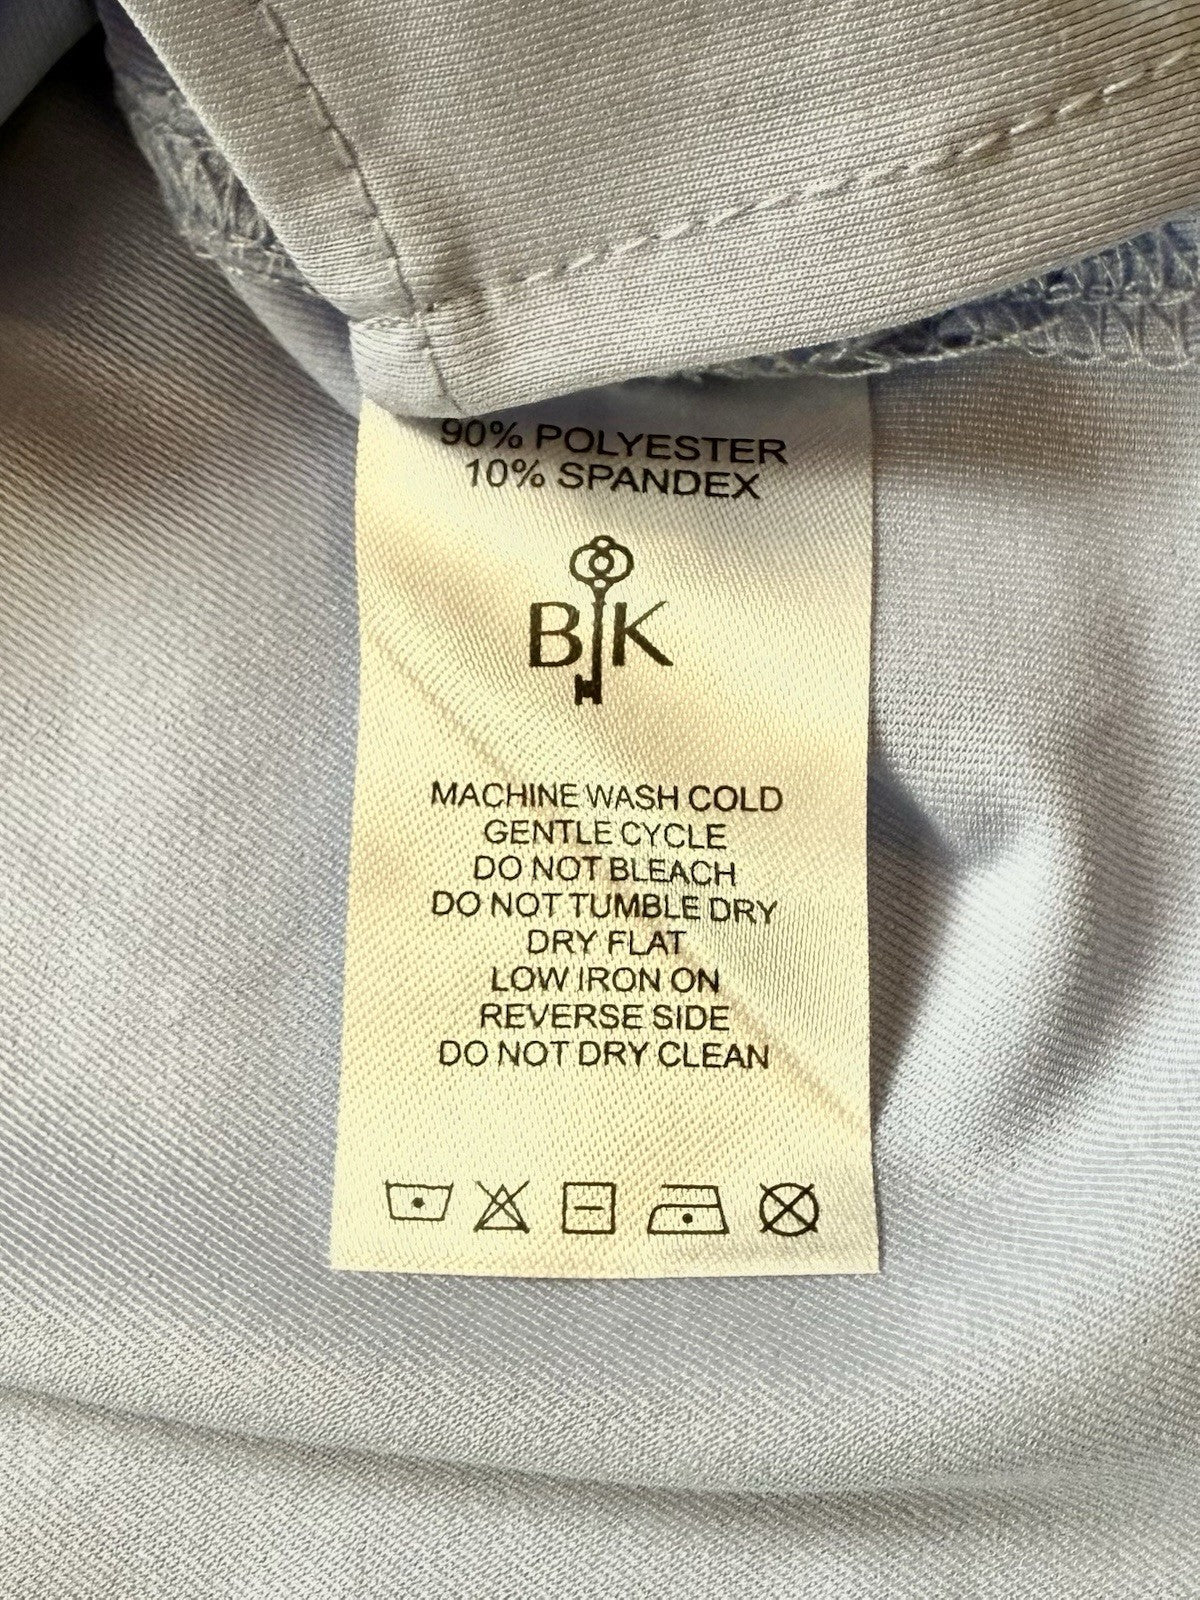 90% POLYESTER
10% SPANDEX
B K
MACHINE WASH COLD
GENTLE CYCLE
DO NOT BLEACH
DO NOT TUMBLE DRY
DRY FLAT
LOW IRON ON
REVERSE SIDE
DO NOT DRY CLEAN